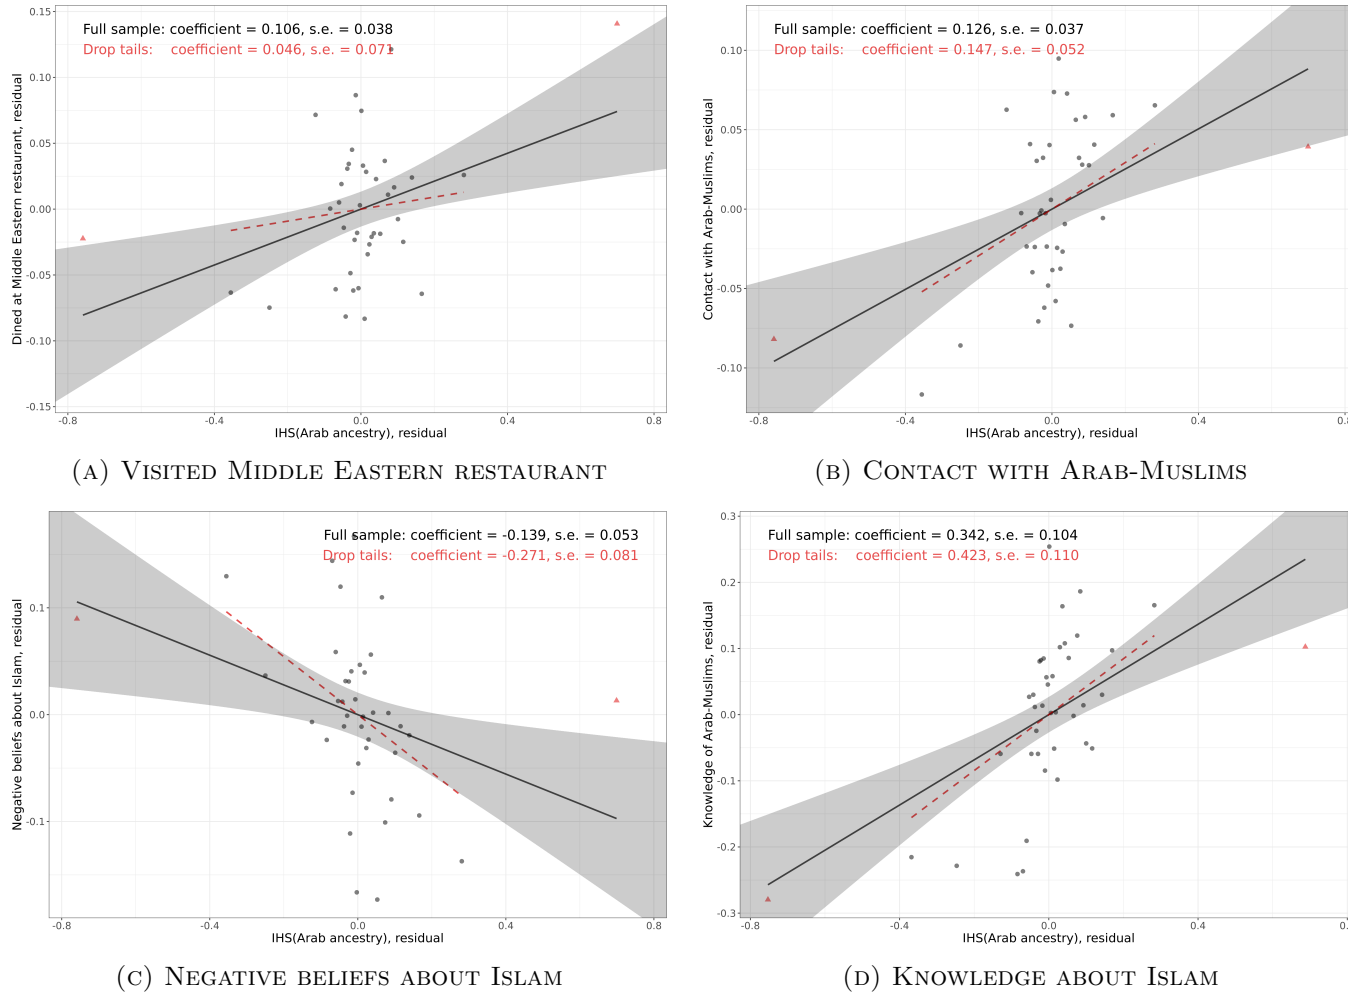 Full sample: coefficient = 0.106, s.e. = 0.038
Drop tails: coefficient = 0.046, s.e. = 0.071
Dined at Middle Eastern restaurant, residual
0.15
0.10
0.05
0.00
-0.05
-0.10
-0.15
-0.8 -0.4 0.0 0.4 0.8
IHS(Arab ancestry), residual
(A) Visited Middle Eastern restaurant
Full sample: coefficient = 0.126, s.e. = 0.037
Drop tails: coefficient = 0.147, s.e. = 0.052
Contact with Arab-Muslims, residual
0.10
0.05
0.00
-0.05
-0.10
-0.8 -0.4 0.0 0.4 0.8
IHS(Arab ancestry), residual
(B) Contact with Arab-Muslims
Full sample: coefficient = -0.139, s.e. = 0.053
Drop tails: coefficient = -0.271, s.e. = 0.081
Negative beliefs about Islam, residual
0.1
0.0
-0.1
-0.8 -0.4 0.0 0.4 0.8
IHS(Arab ancestry), residual
(C) Negative beliefs about Islam
Full sample: coefficient = 0.342, s.e. = 0.104
Drop tails: coefficient = 0.423, s.e. = 0.110
Knowledge of Arab-Muslims, residual
0.3
0.2
0.1
0.0
-0.1
-0.2
-0.3
-0.8 -0.4 0.0 0.4 0.8
IHS(Arab ancestry), residual
(D) Knowledge about Islam